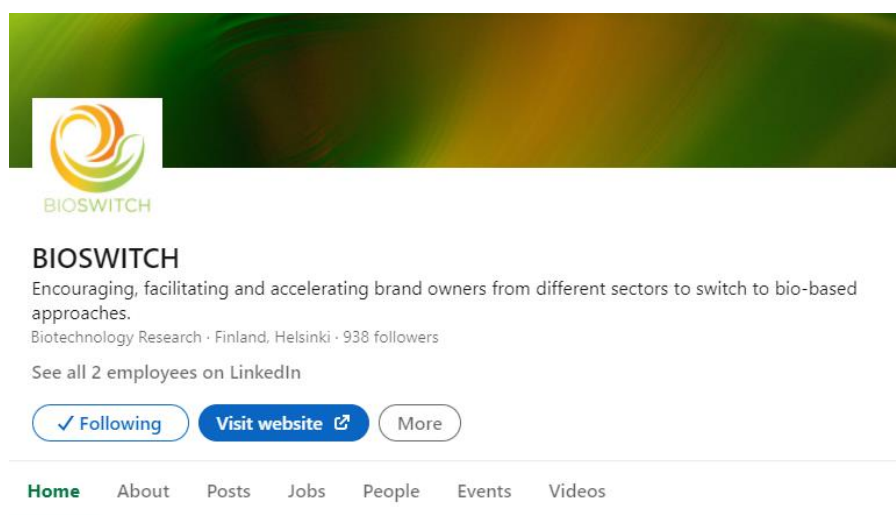 BIOSWITCH
BIOSWITCH
Encouraging, facilitating and accelerating brand owners from different sectors to switch to bio-based
approaches.
Biotechnology Research · Finland, Helsinki · 938 followers
See all 2 employees on LinkedIn
Following Visit website More
Home About Posts Jobs People Events Videos